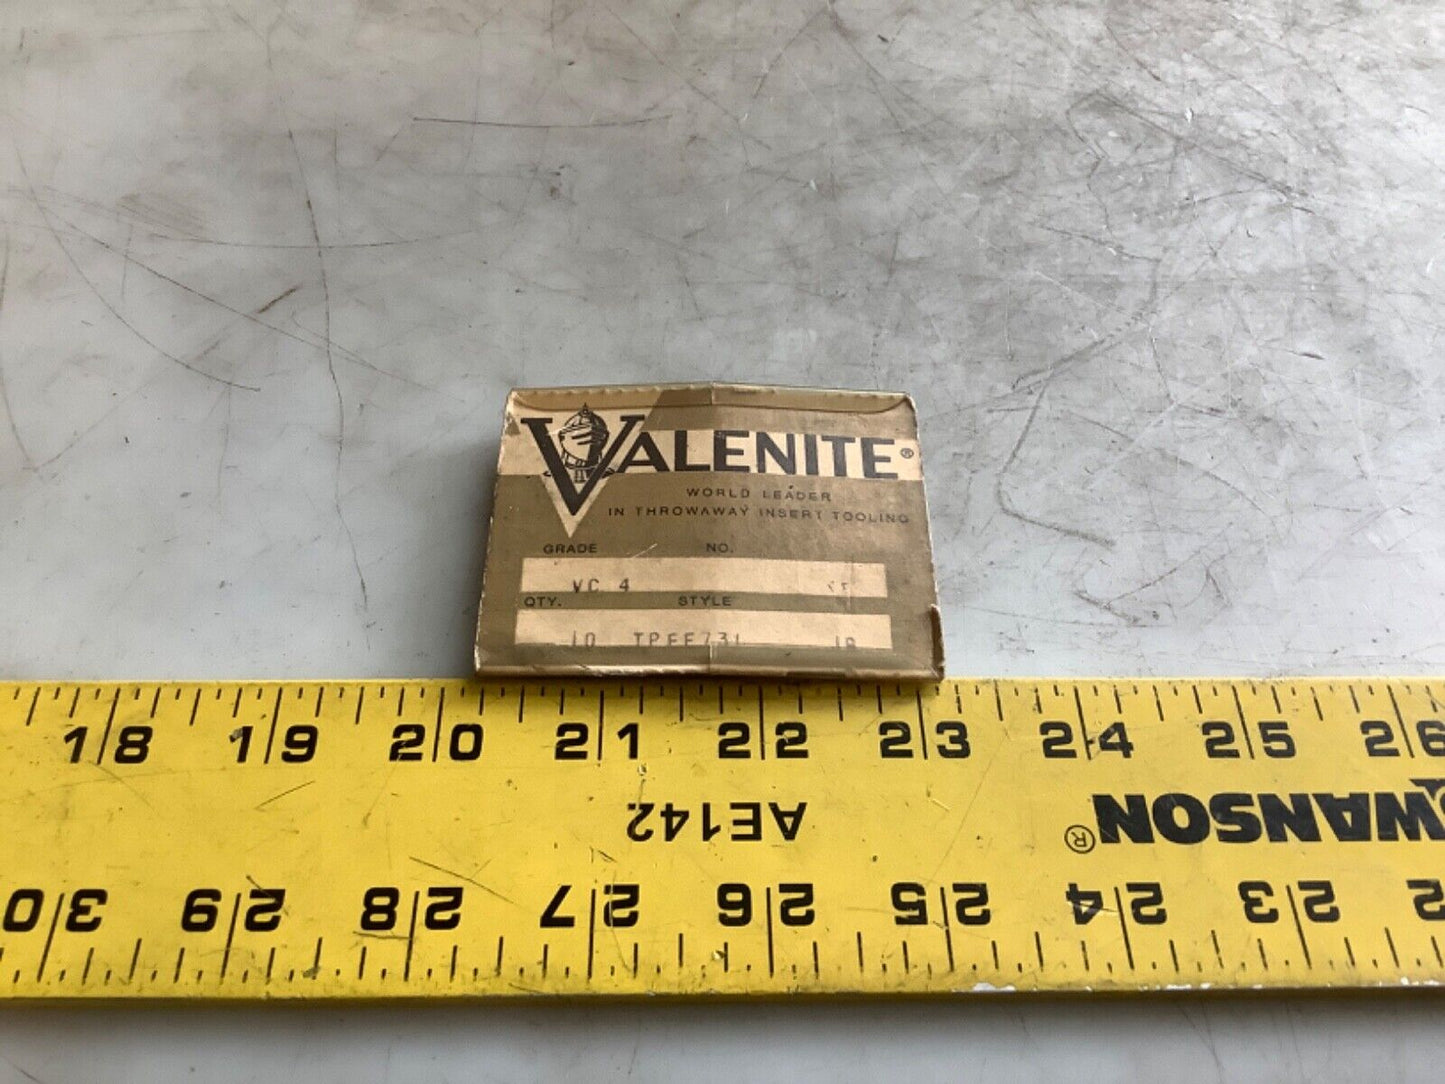 VALENITE®
WORLD LEADER
IN THROWAWAY INSERT TOOLING
GRADE NO.
VC 4
QTY. STYLE
10
18 19 20 21 22 23 24 25 26
AE142
®
30 29 28 27 26 25 24 23